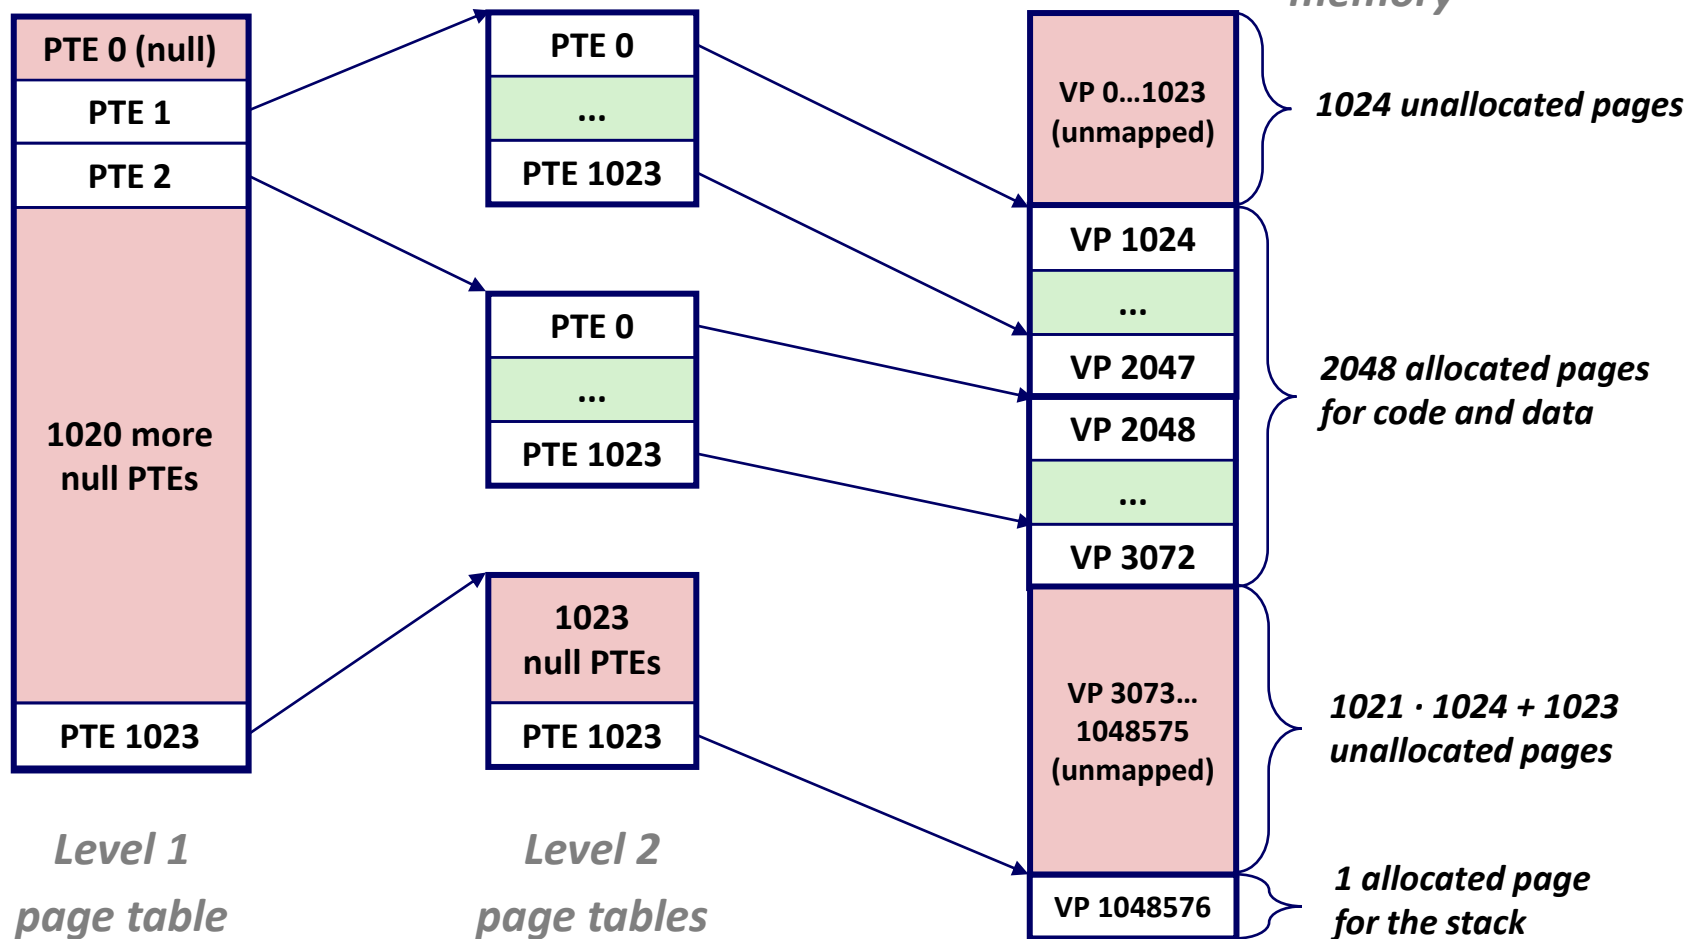 memory
PTE 0 (null)
PTE 1
PTE 2
1020 more
null PTEs
PTE 1023
Level 1
page table
PTE 0
...
PTE 1023
PTE 0
...
PTE 1023
1023
null PTEs
PTE 1023
Level 2
page tables
VP 0...1023
(unmapped)
VP 1024
...
VP 2047
VP 2048
...
VP 3072
VP 3073...
1048575
(unmapped)
VP 1048576
1024 unallocated pages
2048 allocated pages
for code and data
1021 · 1024 + 1023
unallocated pages
1 allocated page
for the stack